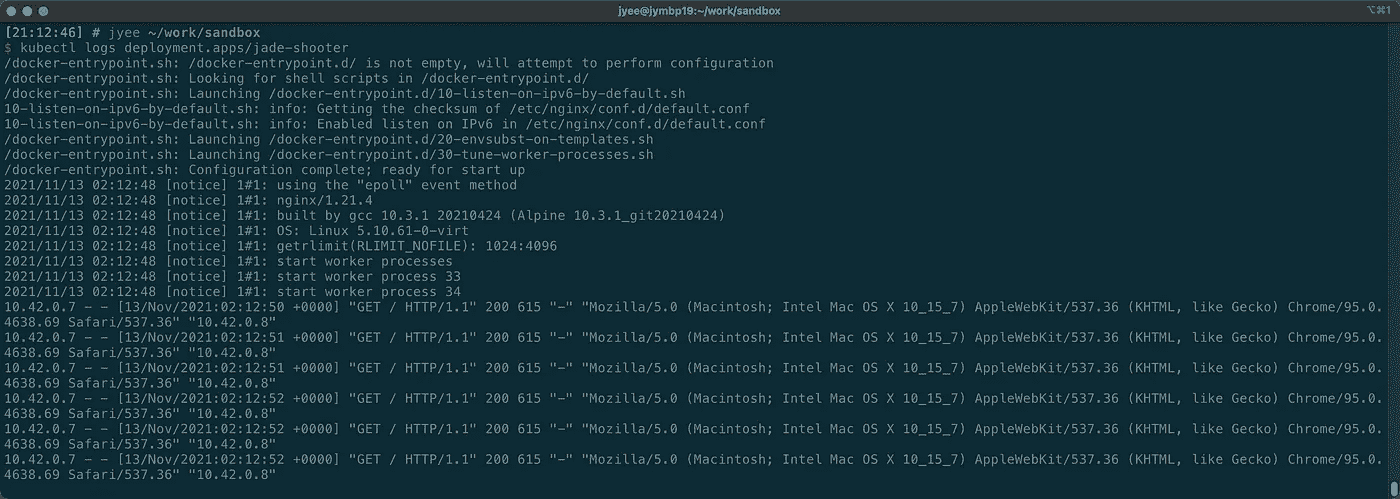 jyee@jymbp19:~/work/sandbox
⌥⌘1
[21:12:46] # jyee ~/work/sandbox
$ kubectl logs deployment.apps/jade-shooter
/docker-entrypoint.sh: /docker-entrypoint.d/ is not empty, will attempt to perform configuration
/docker-entrypoint.sh: Looking for shell scripts in /docker-entrypoint.d/
/docker-entrypoint.sh: Launching /docker-entrypoint.d/10-listen-on-ipv6-by-default.sh
10-listen-on-ipv6-by-default.sh: info: Getting the checksum of /etc/nginx/conf.d/default.conf
10-listen-on-ipv6-by-default.sh: info: Enabled listen on IPv6 in /etc/nginx/conf.d/default.conf
/docker-entrypoint.sh: Launching /docker-entrypoint.d/20-envsubst-on-templates.sh
/docker-entrypoint.sh: Launching /docker-entrypoint.d/30-tune-worker-processes.sh
/docker-entrypoint.sh: Configuration complete; ready for start up
2021/11/13 02:12:48 [notice] 1#1: using the "epoll" event method
2021/11/13 02:12:48 [notice] 1#1: nginx/1.21.4
2021/11/13 02:12:48 [notice] 1#1: built by gcc 10.3.1 20210424 (Alpine 10.3.1_git20210424)
2021/11/13 02:12:48 [notice] 1#1: OS: Linux 5.10.61-0-virt
2021/11/13 02:12:48 [notice] 1#1: getrlimit(RLIMIT_NOFILE): 1024:4096
2021/11/13 02:12:48 [notice] 1#1: start worker processes
2021/11/13 02:12:48 [notice] 1#1: start worker process 33
2021/11/13 02:12:48 [notice] 1#1: start worker process 34
10.42.0.7 - - [13/Nov/2021:02:12:50 +0000] "GET / HTTP/1.1" 200 615 "-" "Mozilla/5.0 (Macintosh; Intel Mac OS X 10_15_7) AppleWebKit/537.36 (KHTML, like Gecko) Chrome/95.0.
4638.69 Safari/537.36" "10.42.0.8"
10.42.0.7 - - [13/Nov/2021:02:12:51 +0000] "GET / HTTP/1.1" 200 615 "-" "Mozilla/5.0 (Macintosh; Intel Mac OS X 10_15_7) AppleWebKit/537.36 (KHTML, like Gecko) Chrome/95.0.
4638.69 Safari/537.36" "10.42.0.8"
10.42.0.7 - - [13/Nov/2021:02:12:51 +0000] "GET / HTTP/1.1" 200 615 "-" "Mozilla/5.0 (Macintosh; Intel Mac OS X 10_15_7) AppleWebKit/537.36 (KHTML, like Gecko) Chrome/95.0.
4638.69 Safari/537.36" "10.42.0.8"
10.42.0.7 - - [13/Nov/2021:02:12:52 +0000] "GET / HTTP/1.1" 200 615 "-" "Mozilla/5.0 (Macintosh; Intel Mac OS X 10_15_7) AppleWebKit/537.36 (KHTML, like Gecko) Chrome/95.0.
4638.69 Safari/537.36" "10.42.0.8"
10.42.0.7 - - [13/Nov/2021:02:12:52 +0000] "GET / HTTP/1.1" 200 615 "-" "Mozilla/5.0 (Macintosh; Intel Mac OS X 10_15_7) AppleWebKit/537.36 (KHTML, like Gecko) Chrome/95.0.
4638.69 Safari/537.36" "10.42.0.8"
10.42.0.7 - - [13/Nov/2021:02:12:52 +0000] "GET / HTTP/1.1" 200 615 "-" "Mozilla/5.0 (Macintosh; Intel Mac OS X 10_15_7) AppleWebKit/537.36 (KHTML, like Gecko) Chrome/95.0.
4638.69 Safari/537.36" "10.42.0.8"